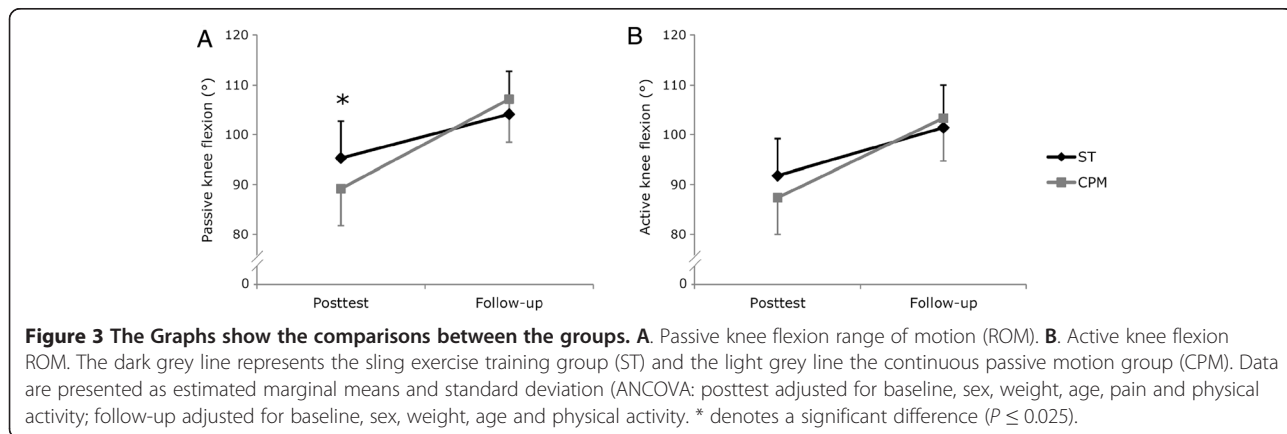 A
B
120
110
100
90
80
0
Passive knee flexion (°)
*
Posttest
Follow-up
120
110
100
90
80
0
Active knee flexion (°)
Posttest
Follow-up
ST
CPM
Figure 3 The Graphs show the comparisons between the groups. A. Passive knee flexion range of motion (ROM). B. Active knee flexion
ROM. The dark grey line represents the sling exercise training group (ST) and the light grey line the continuous passive motion group (CPM). Data
are presented as estimated marginal means and standard deviation (ANCOVA: posttest adjusted for baseline, sex, weight, age, pain and physical
activity; follow-up adjusted for baseline, sex, weight, age and physical activity. * denotes a significant difference (P ≤ 0.025).